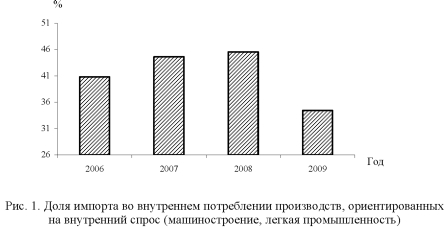 %
51
46
41
36
31
26
2006 2007 2008 2009
Год
Рис. 1. Доля импорта во внутреннем потреблении производств, ориентированных
на внутренний спрос (машиностроение, легкая промышленность)